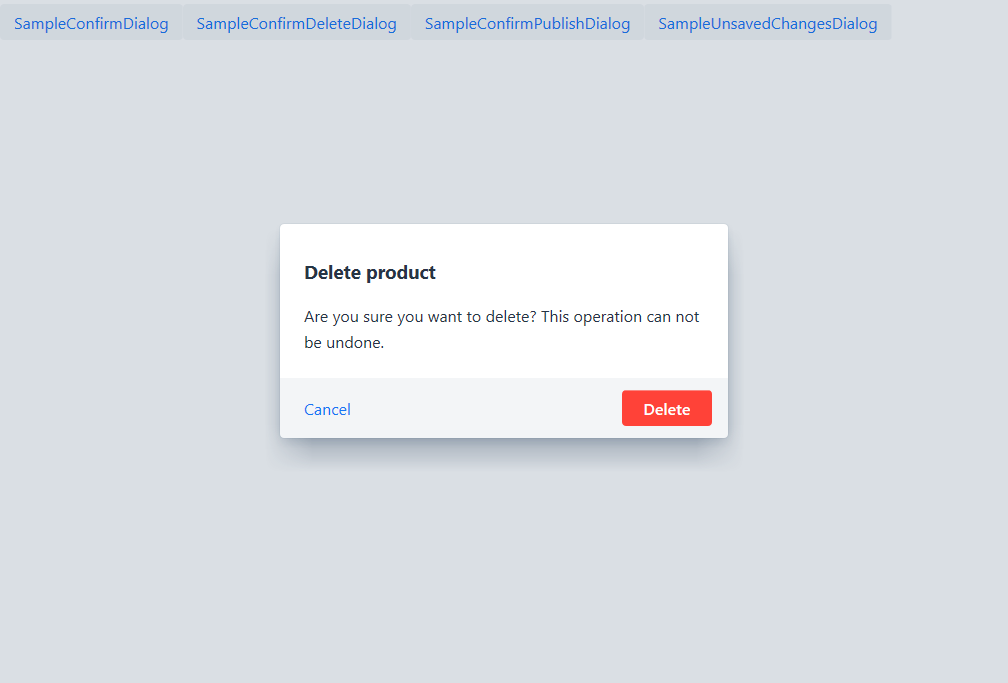 SampleConfirmDialog SampleConfirmDeleteDialog SampleConfirmPublishDialog SampleUnsavedChangesDialog
Delete product
Are you sure you want to delete? This operation can not
be undone.
Cancel Delete